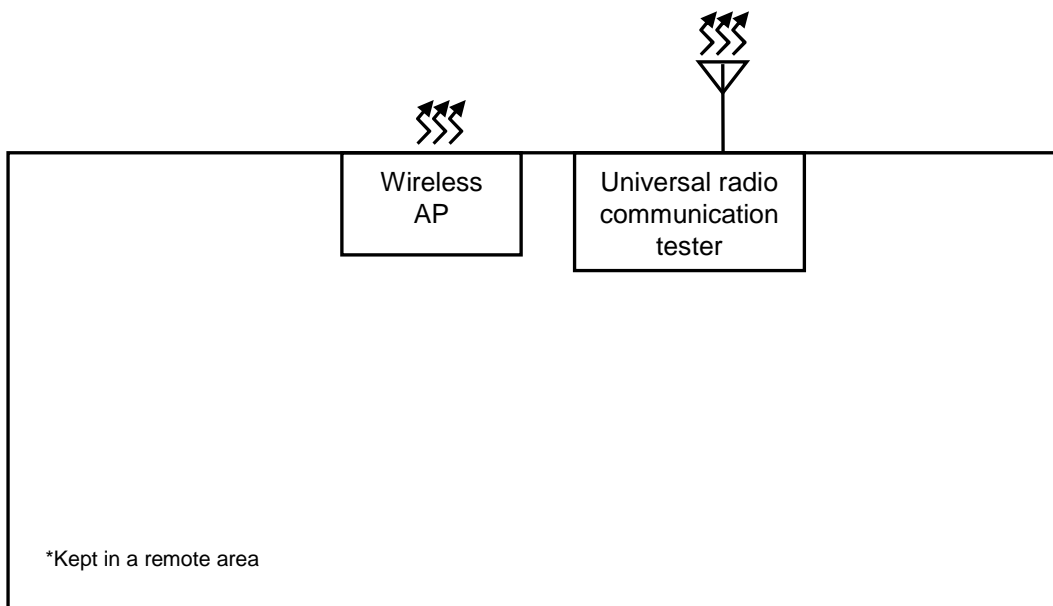 Wireless
AP
Universal radio
communication
tester
*Kept in a remote area